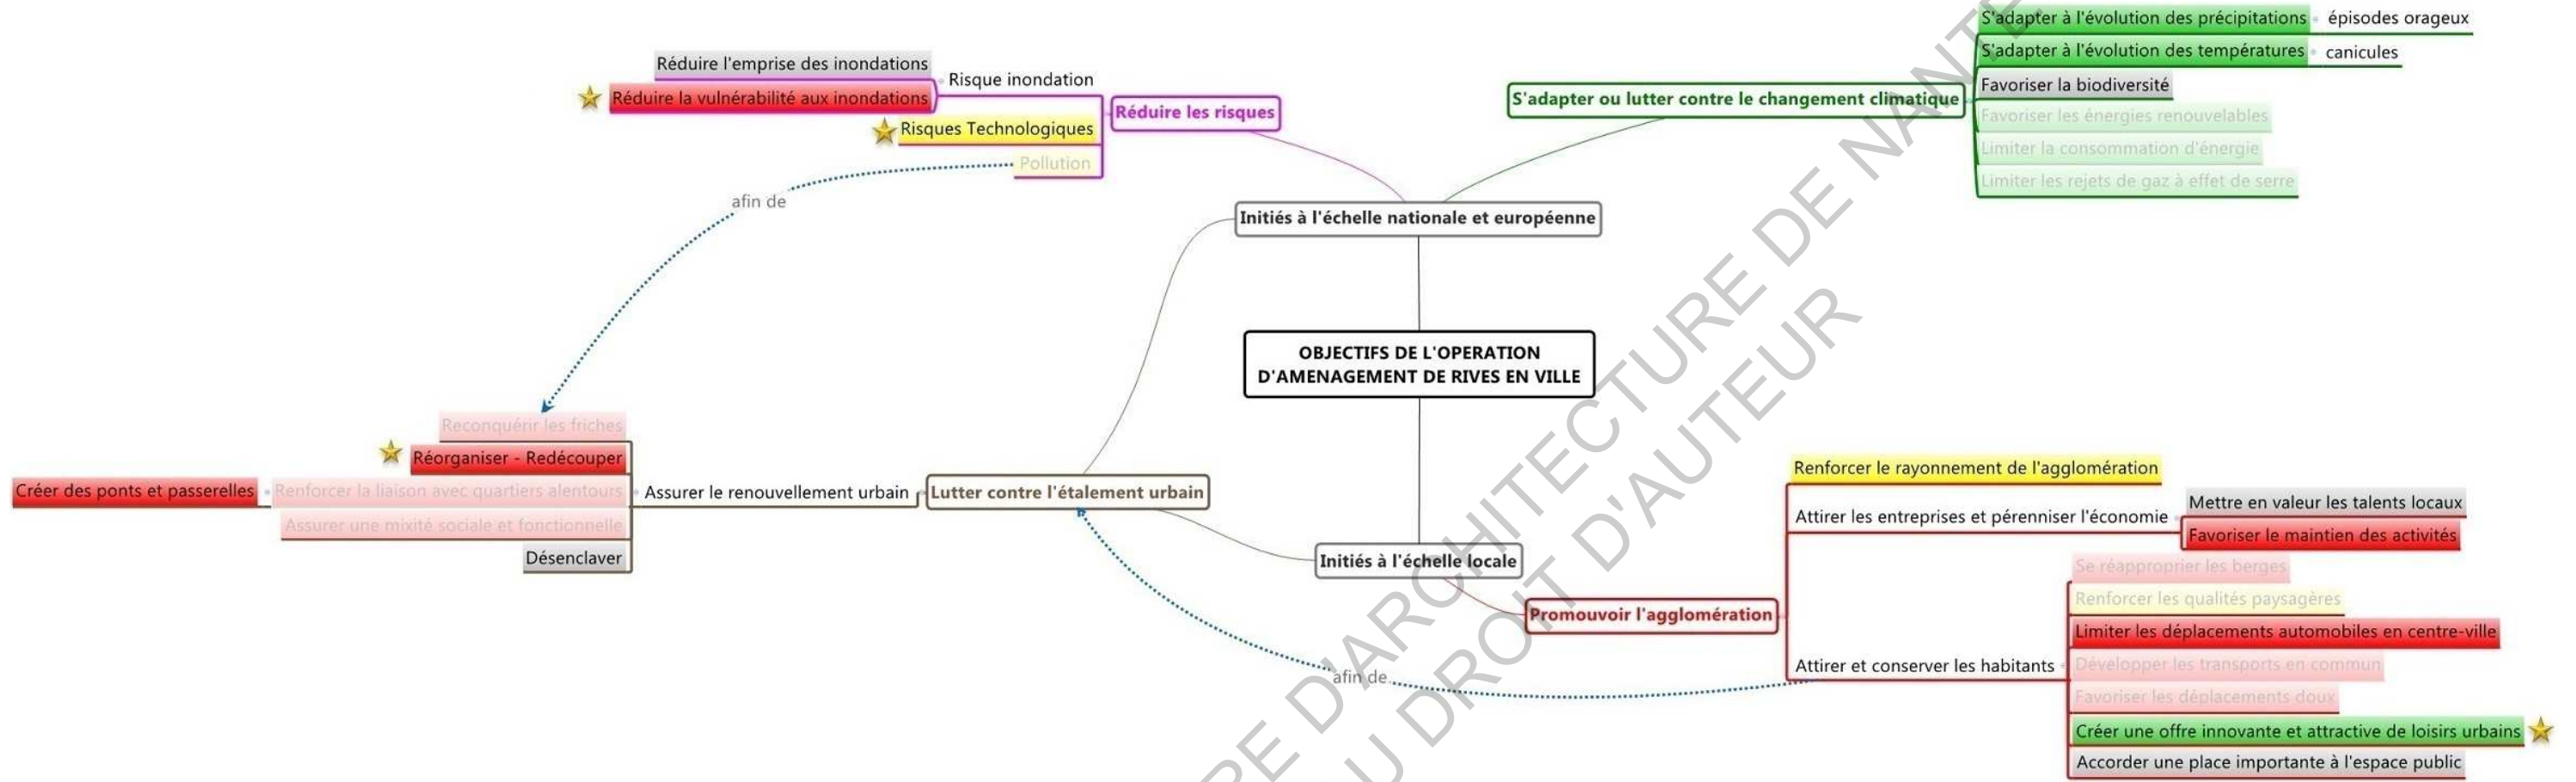 S'adapter à l'évolution des précipitations
épisodes orageux
S'adapter à l'évolution des températures
canicules
Favoriser la biodiversité
Favoriser les énergies renouvelables
Limiter la consommation d'énergie
Limiter les rejets de gaz à effet de serre
S'adapter ou lutter contre le changement climatique
Réduire l'emprise des inondations
Réduire la vulnérabilité aux inondations
Risque inondation
Risques Technologiques
Pollution
Réduire les risques
afin de
Initiés à l'échelle nationale et européenne
OBJECTIFS DE L'OPERATION
D'AMENAGEMENT DE RIVES EN VILLE
Reconquérir les friches
Réorganiser - Redécouper
Créer des ponts et passerelles
Renforcer la liaison avec quartiers alentours
Assurer une mixité sociale et fonctionnelle
Désenclaver
Assurer le renouvellement urbain
Lutter contre l'étalement urbain
Initiés à l'échelle locale
Promouvoir l'agglomération
afin de
Renforcer le rayonnement de l'agglomération
Attirer les entreprises et pérenniser l'économie
Mettre en valeur les talents locaux
Favoriser le maintien des activités
Attirer et conserver les habitants
Se réapproprier les berges
Renforcer les qualités paysagères
Limiter les déplacements automobiles en centre-ville
Développer les transports en commun
Favoriser les déplacements doux
Créer une offre innovante et attractive de loisirs urbains
Accorder une place importante à l'espace public
RE D'ARCHITECTURE DE NANTE
U DROIT D'AUTEUR